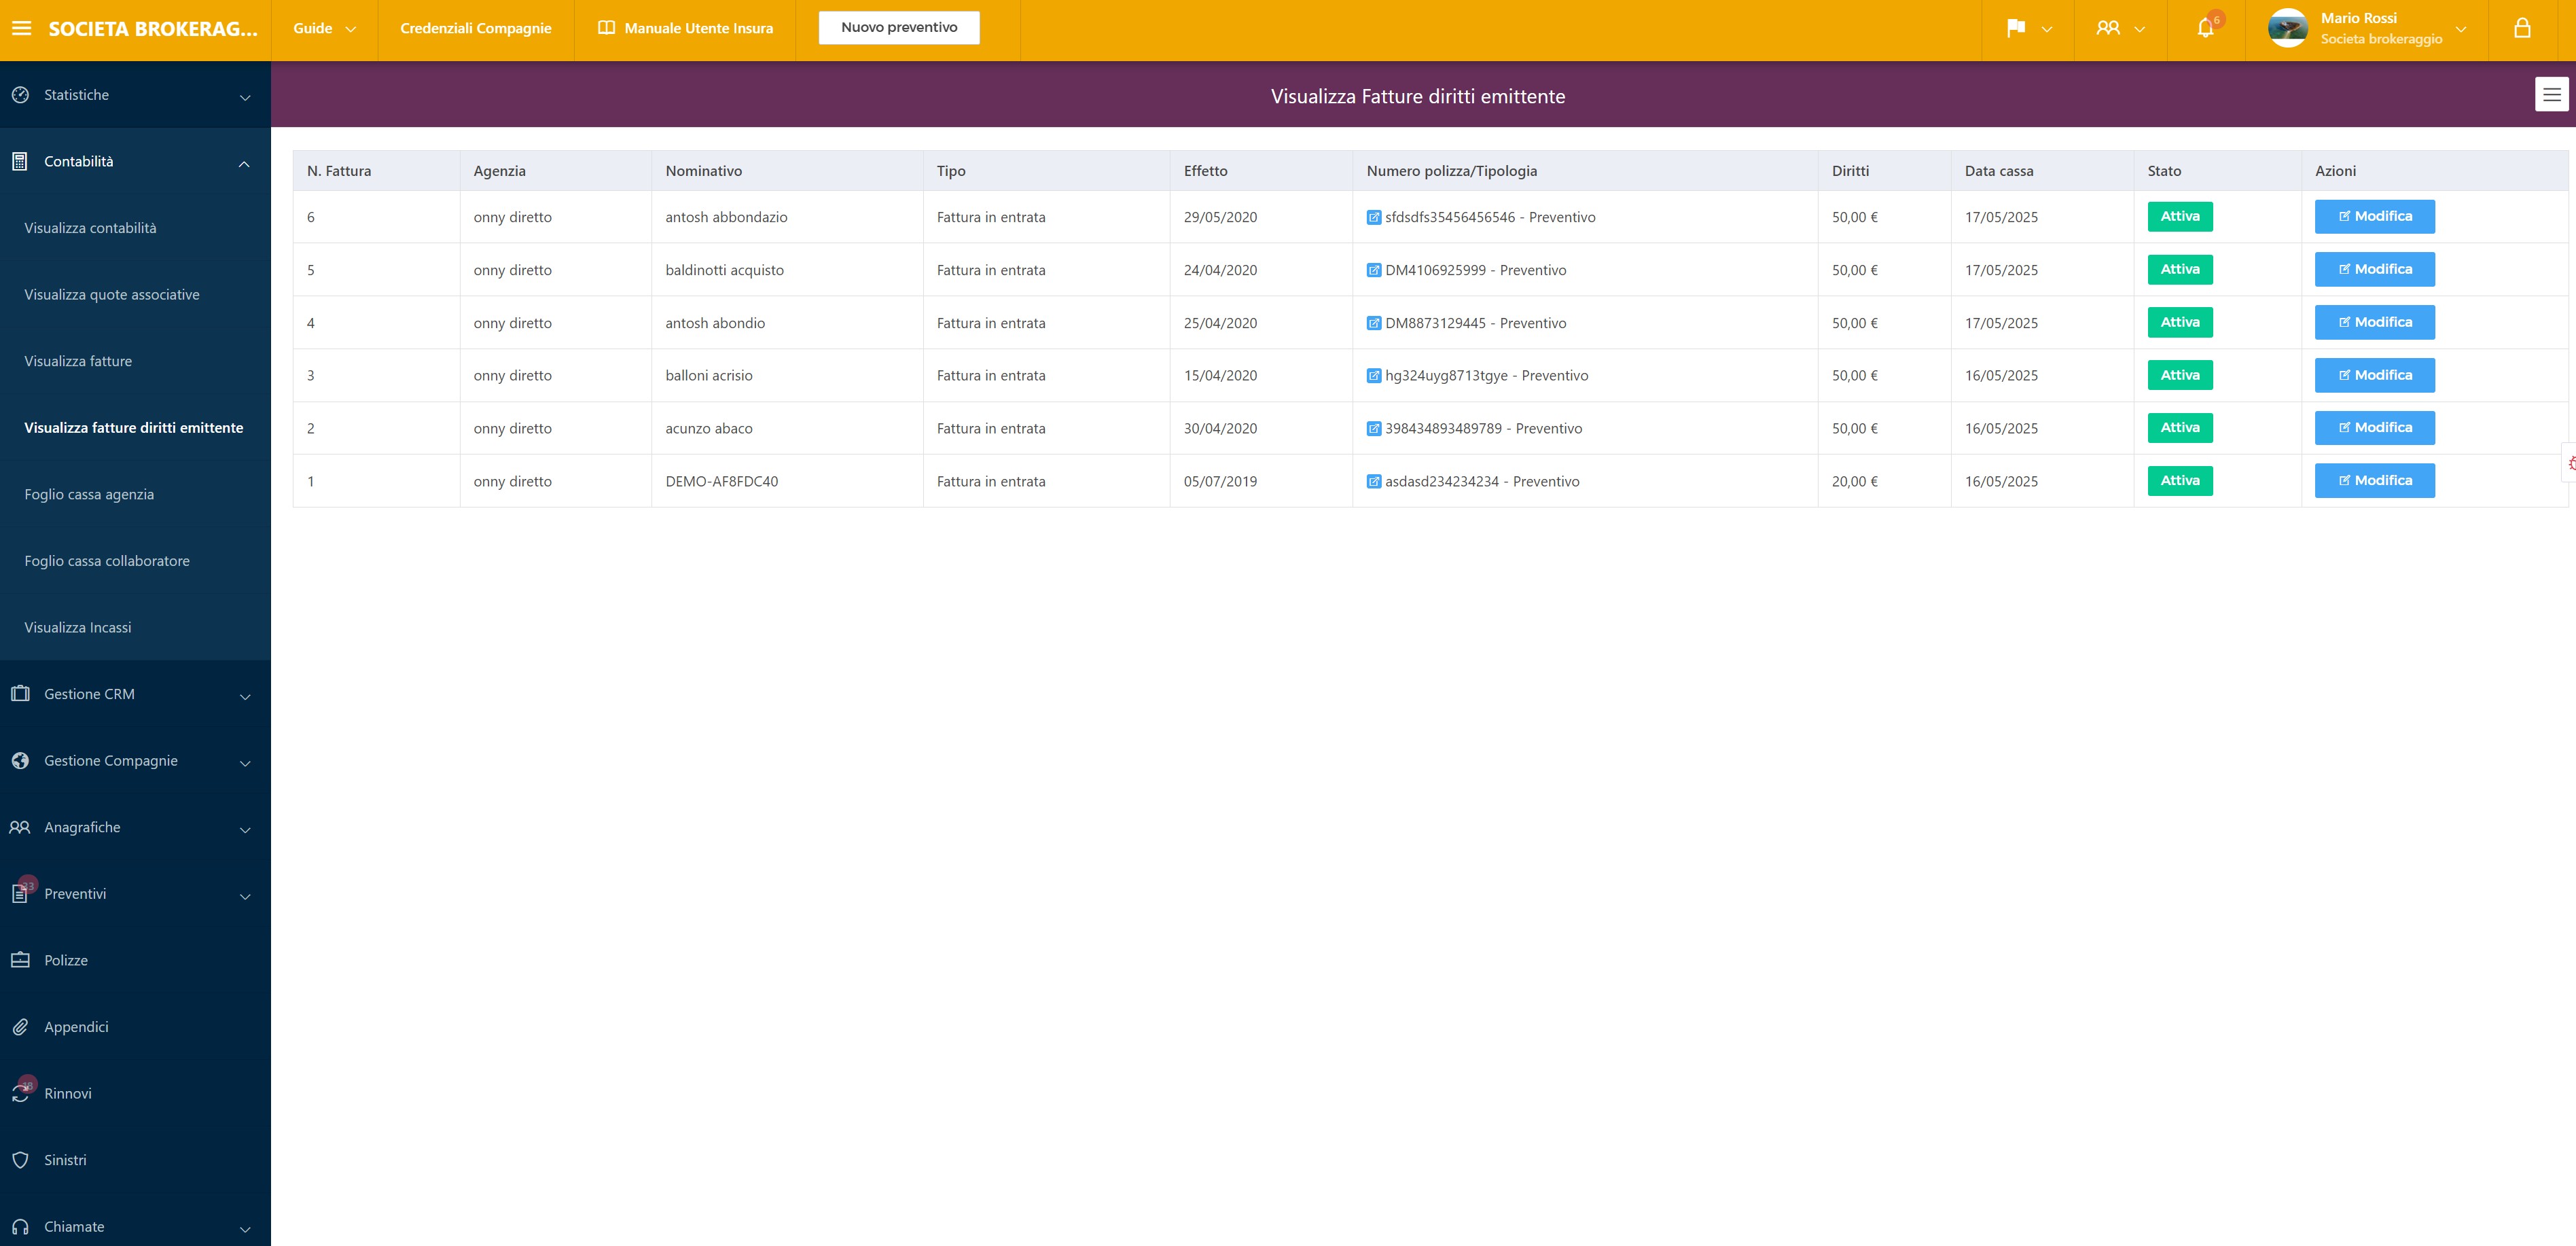 SOCIETA BROKERAG...
Guide
Credenziali Compagnie
Manuale Utente Insura
Nuovo preventivo
6
Mario Rossi
Societa brokeraggio
Statistiche
Contabilità
Visualizza contabilità
Visualizza quote associative
Visualizza fatture
Visualizza fatture diritti emittente
Foglio cassa agenzia
Foglio cassa collaboratore
Visualizza Incassi
Gestione CRM
Gestione Compagnie
Anagrafiche
Preventivi
Polizze
Appendici
Rinnovi
Sinistri
Chiamate
Visualizza Fatture diritti emittente
N. Fattura Agenzia Nominativo Tipo Effetto Numero polizza/Tipologia Diritti Data cassa Stato Azioni
6 onny diretto antosh abbondazio Fattura in entrata 29/05/2020 sfdsdfs35456456546 - Preventivo 50,00 € 17/05/2025 Attiva Modifica
5 onny diretto baldinotti acquisto Fattura in entrata 24/04/2020 DM4106925999 - Preventivo 50,00 € 17/05/2025 Attiva Modifica
4 onny diretto antosh abondio Fattura in entrata 25/04/2020 DM8873129445 - Preventivo 50,00 € 17/05/2025 Attiva Modifica
3 onny diretto balloni acrisio Fattura in entrata 15/04/2020 hg324uyg8713tgye - Preventivo 50,00 € 16/05/2025 Attiva Modifica
2 onny diretto acunzo abaco Fattura in entrata 30/04/2020 398434893489789 - Preventivo 50,00 € 16/05/2025 Attiva Modifica
1 onny diretto DEMO-AF8FDC40 Fattura in entrata 05/07/2019 asdasd234234234 - Preventivo 20,00 € 16/05/2025 Attiva Modifica